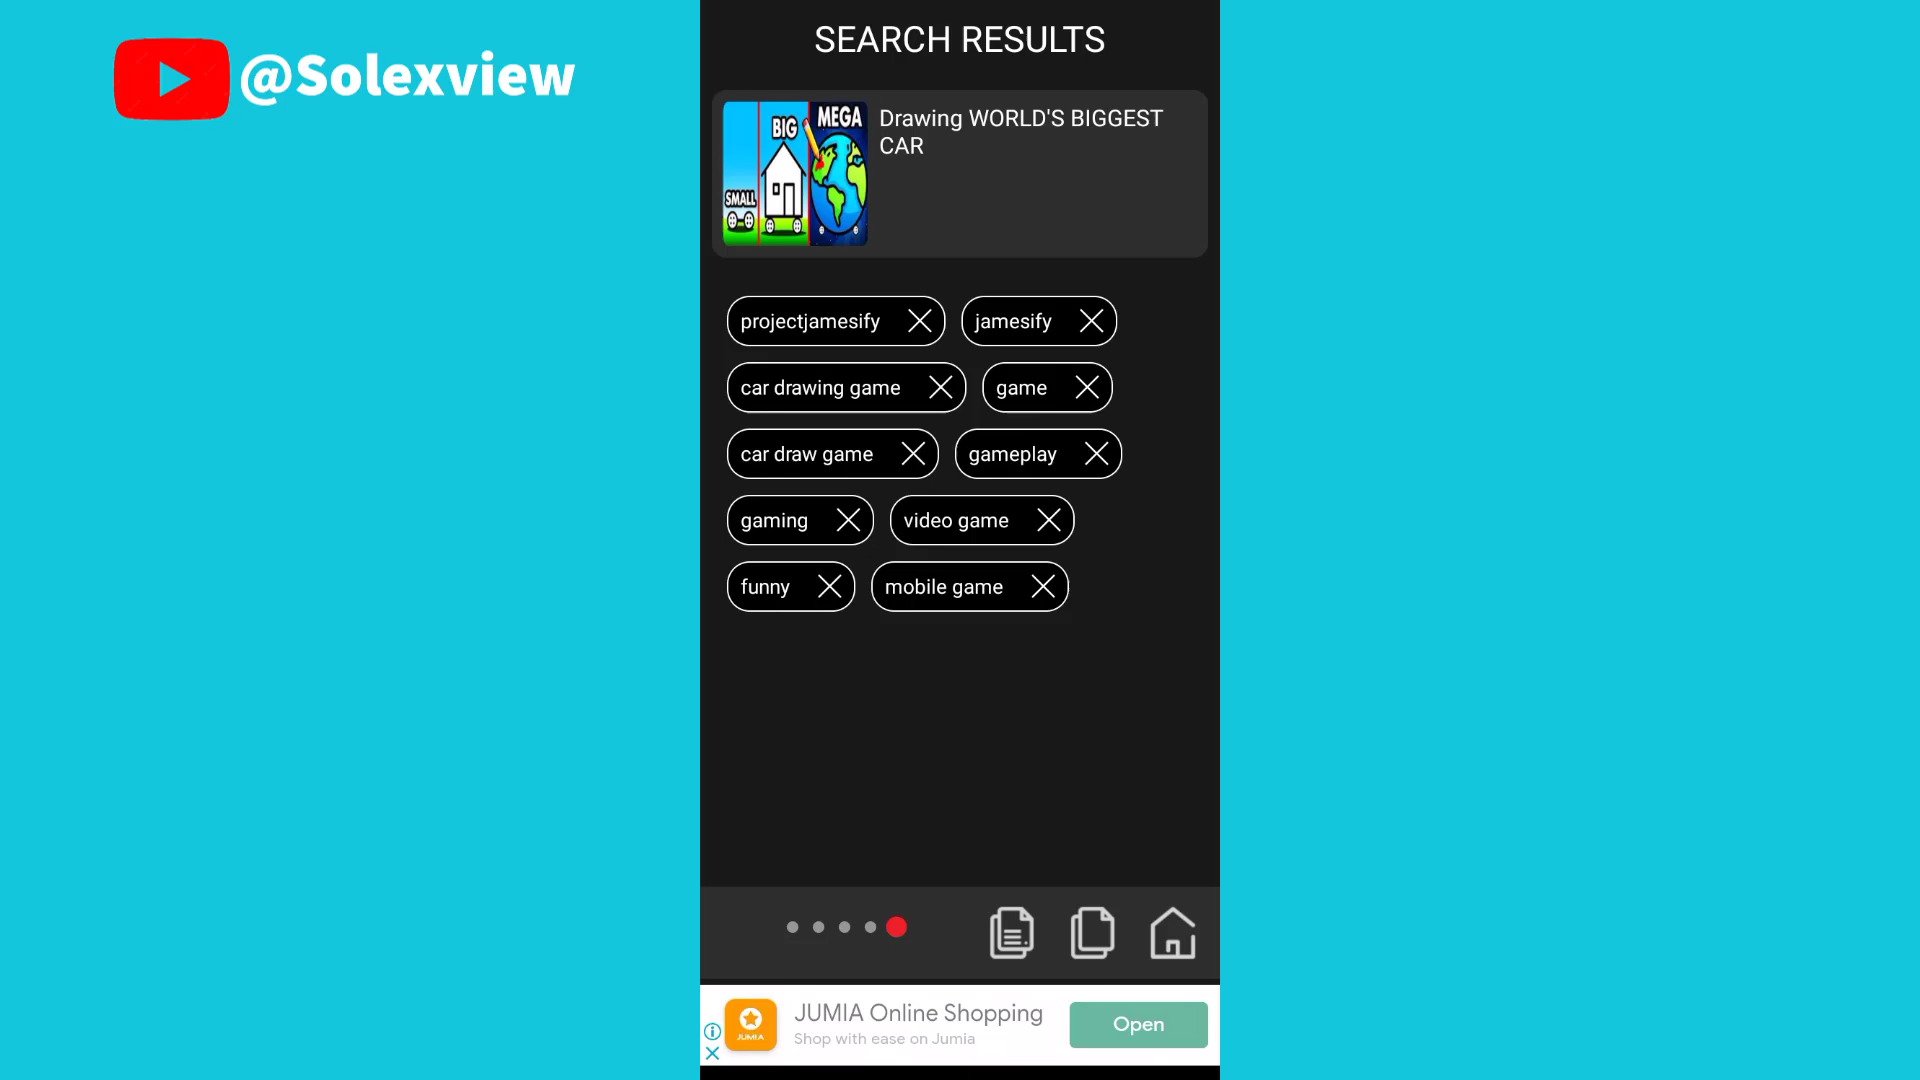 @Solexview
SEARCH RESULTS
SMALL
BIG
MEGA
Drawing WORLD'S BIGGEST
CAR
projectjamesify
jamesify
car drawing game
game
car draw game
gameplay
gaming
video game
funny
mobile game
JUMIA
JUMIA Online Shopping
Shop with ease on Jumia
Open